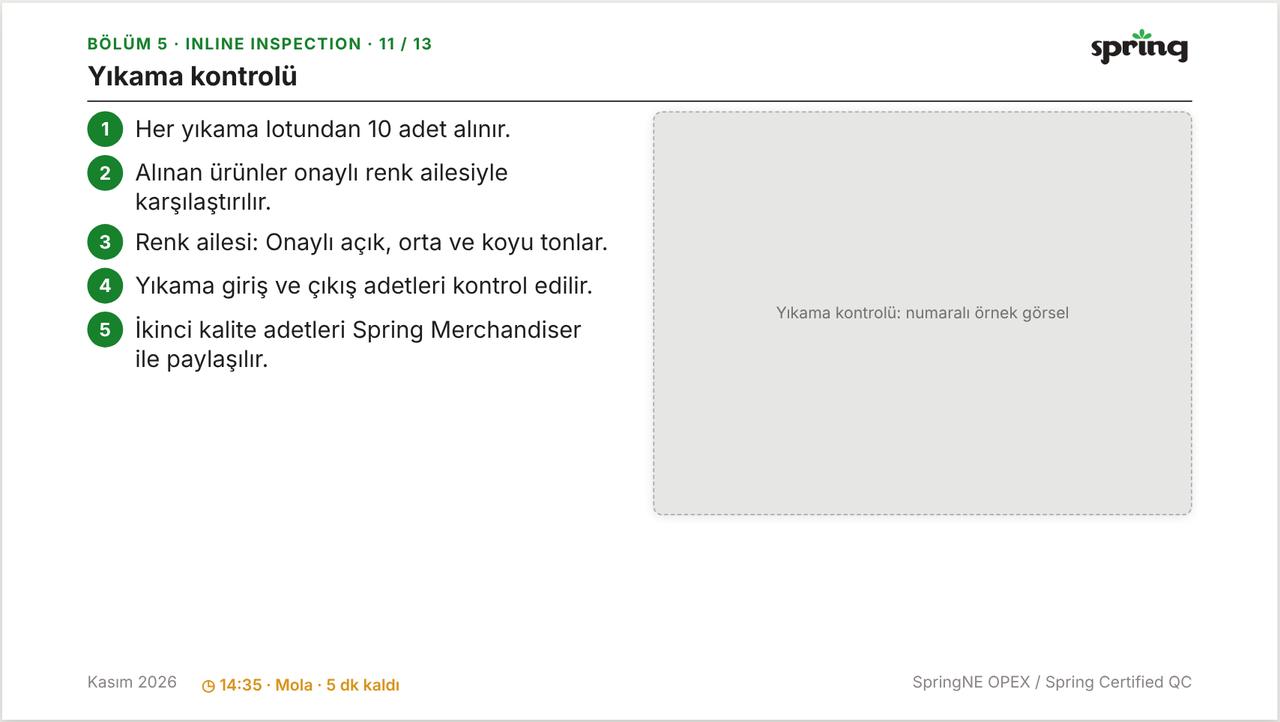 BÖLÜM 5 · INLINE INSPECTION · 11 / 13
spring
Yıkama kontrolü
1 Her yıkama lotundan 10 adet alınır.
2 Alınan ürünler onaylı renk ailesiyle
karşılaştırılır.
3 Renk ailesi: Onaylı açık, orta ve koyu tonlar.
4 Yıkama giriş ve çıkış adetleri kontrol edilir.
5 İkinci kalite adetleri Spring Merchandiser
ile paylaşılır.
Yıkama kontrolü: numaralı örnek görsel
Kasım 2026
14:35 · Mola · 5 dk kaldı
SpringNE OPEX / Spring Certified QC